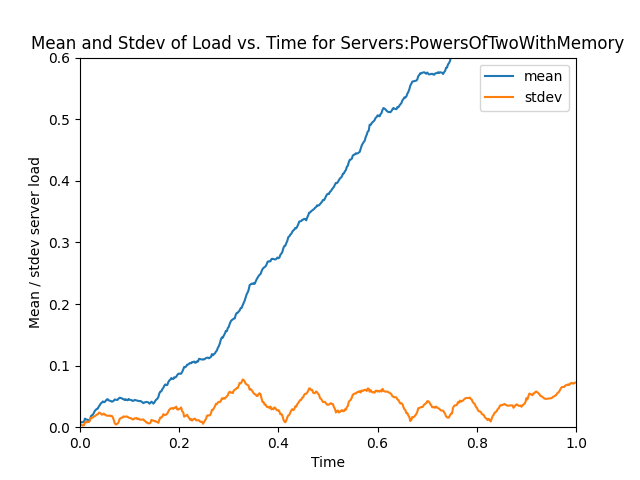 Mean and Stdev of Load vs. Time for Servers:PowersOfTwoWithMemory
mean
stdev
Mean / stdev server load
0.6
0.5
0.4
0.3
0.2
0.1
0.0
0.0 0.2 0.4 0.6 0.8 1.0
Time